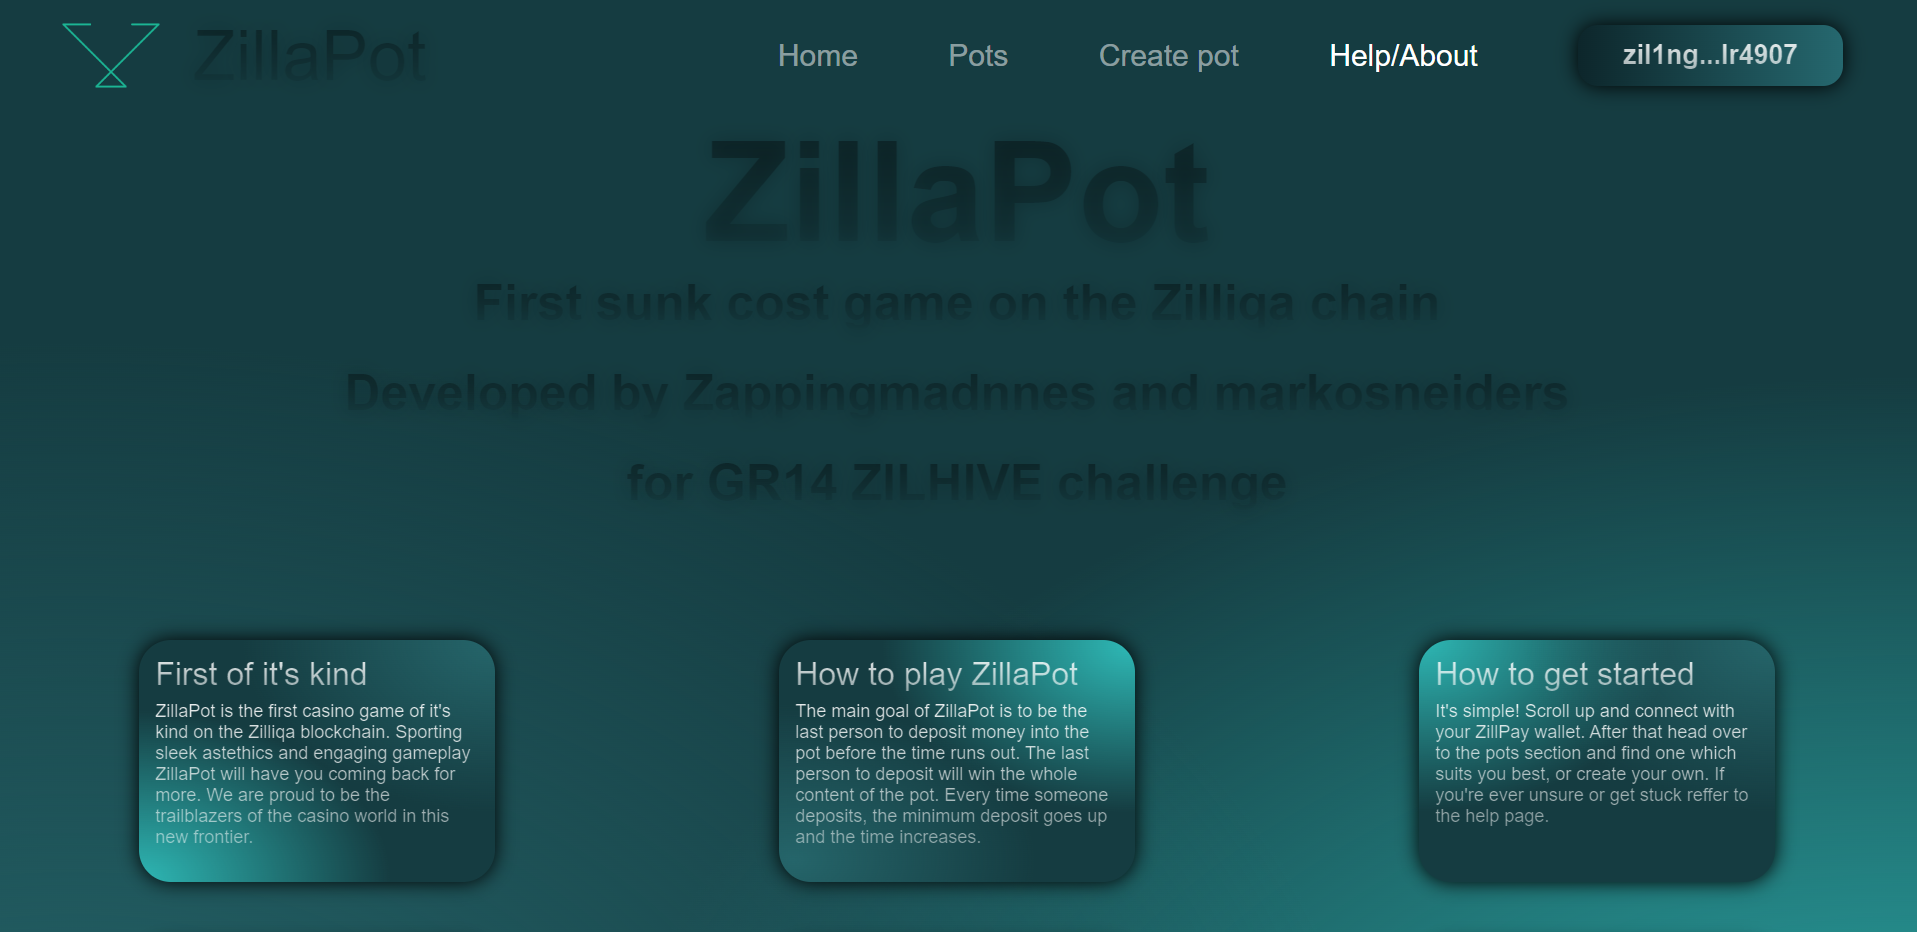 ZillaPot
Home
Pots
Create pot
Help/About
zil1ng...lr4907
ZillaPot
First sunk cost game on the Zilliqa chain
Developed by Zappingmadnnes and markosneiders
for GR14 ZILHIVE challenge
First of it's kind
ZillaPot is the first casino game of it's
kind on the Zilliqa blockchain. Sporting
sleek astethics and engaging gameplay
ZillaPot will have you coming back for
more. We are proud to be the
trailblazers of the casino world in this
new frontier.
How to play ZillaPot
The main goal of ZillaPot is to be the
last person to deposit money into the
pot before the time runs out. The last
person to deposit will win the whole
content of the pot. Every time someone
deposits, the minimum deposit goes up
and the time increases.
How to get started
It's simple! Scroll up and connect with
your ZillPay wallet. After that head over
to the pots section and find one which
suits you best, or create your own. If
you're ever unsure or get stuck reffer to
the help page.